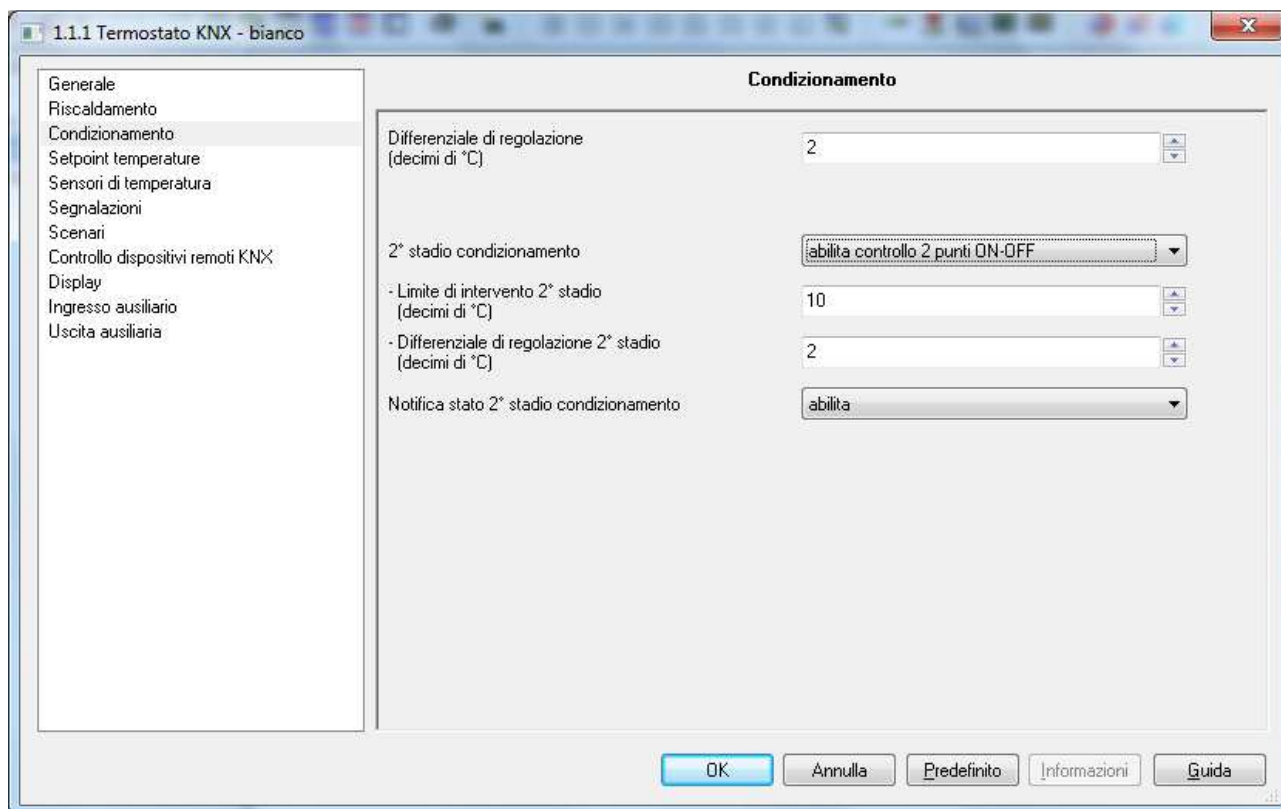 1.1.1 Termostato KNX - bianco
Generale
Riscaldamento
Condizionamento
Setpoint temperature
Sensori di temperatura
Segnalazioni
Scenari
Controllo dispositivi remoti KNX
Display
Ingresso ausiliario
Uscita ausiliaria
Condizionamento
Differenziale di regolazione
(decimi di °C)
2
2° stadio condizionamento
abilita controllo 2 punti ON-OFF
- Limite di intervento 2° stadio
(decimi di °C)
10
- Differenziale di regolazione 2° stadio
(decimi di °C)
2
Notifica stato 2° stadio condizionamento
abilita
OK
Annulla
Predefinito
Informazioni
Guida